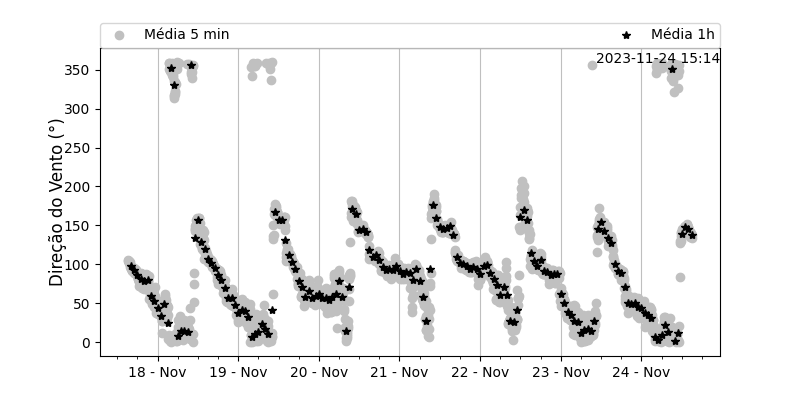 Média 5 min
Média 1h
2023-11-24 15:14
Direção do Vento (°)
350
300
250
200
150
100
50
0
18 - Nov
19 - Nov
20 - Nov
21 - Nov
22 - Nov
23 - Nov
24 - Nov